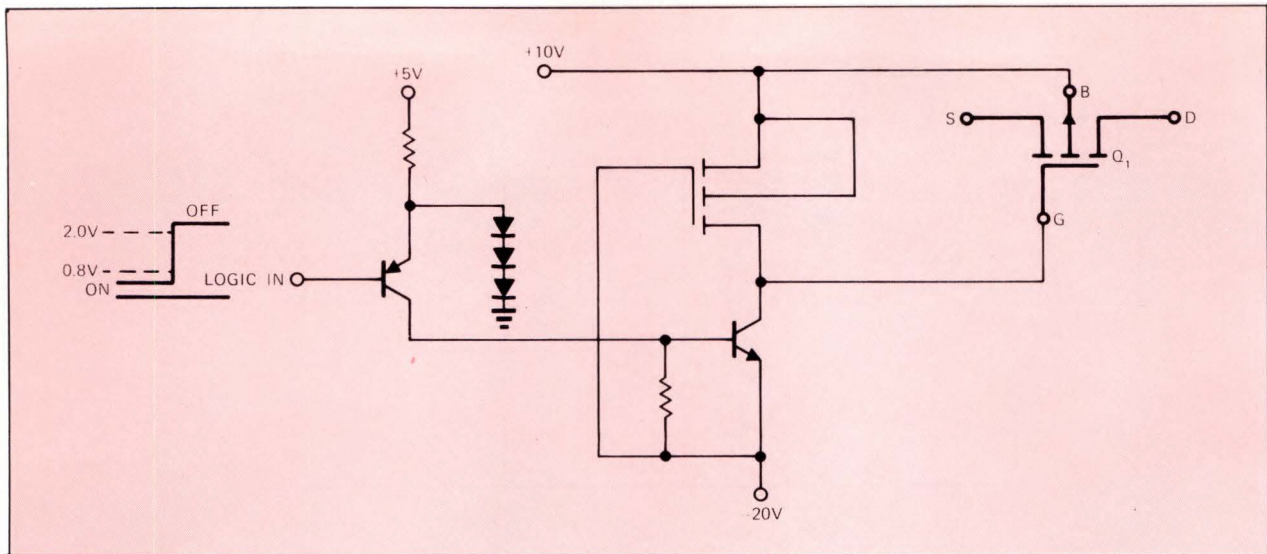 +10V
+5V
B
S
D
Q1
OFF
2.0V
G
0.8V
LOGIC IN
ON
-20V